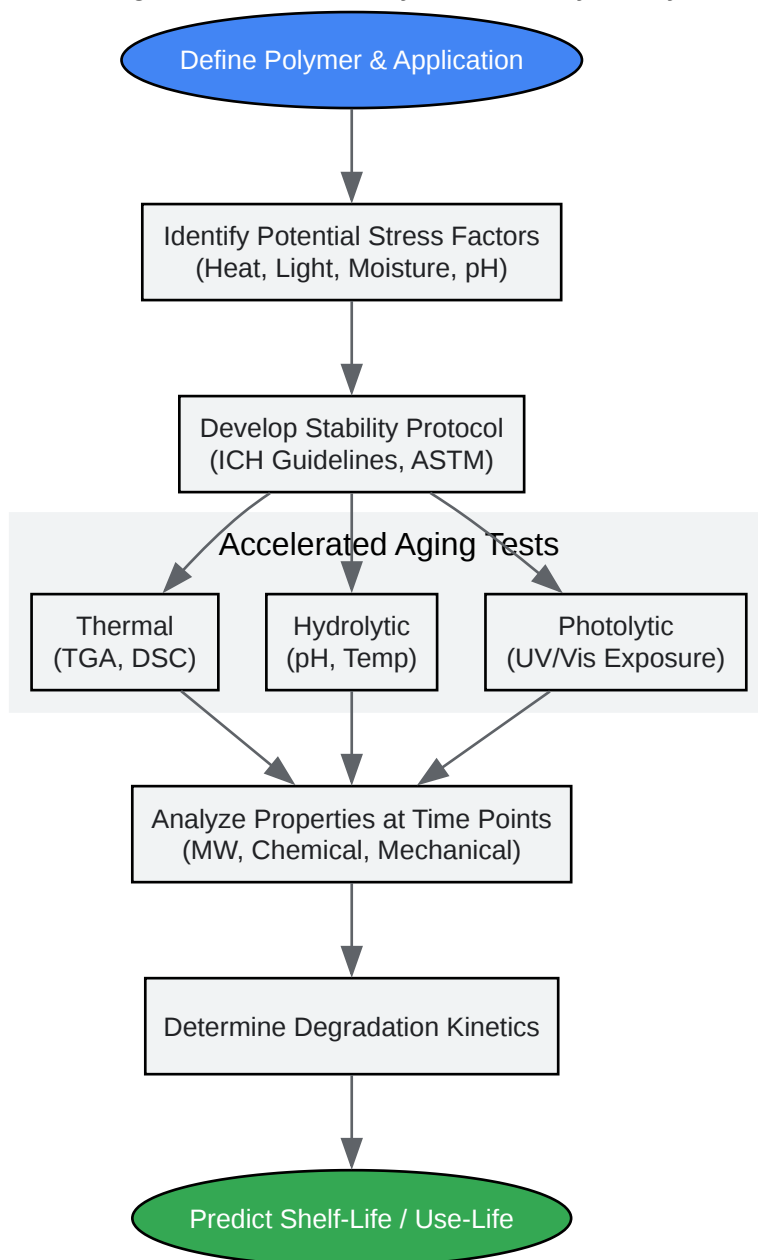 Define Polymer & Application
Identify Potential Stress Factors
(Heat, Light, Moisture, pH)
Develop Stability Protocol
(ICH Guidelines, ASTM)
Accelerated Aging Tests
Thermal
(TGA, DSC)
Hydrolytic
(pH, Temp)
Photolytic
(UV/Vis Exposure)
Analyze Properties at Time Points
(MW, Chemical, Mechanical)
Determine Degradation Kinetics
Predict Shelf-Life / Use-Life